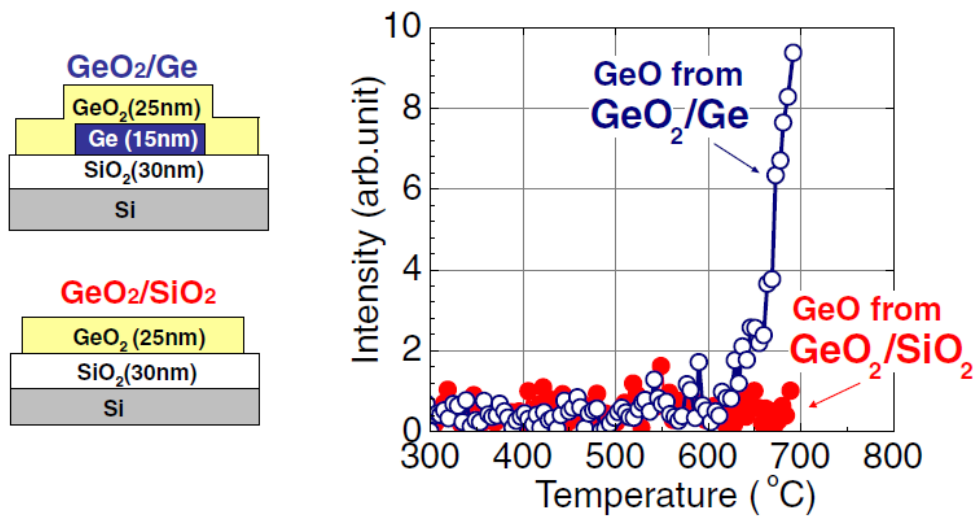 GeO₂/Ge
GeO₂(25nm)
Ge (15nm)
SiO₂(30nm)
Si
GeO₂/SiO₂
GeO₂ (25nm)
SiO₂(30nm)
Si
Intensity (arb.unit)
10
8
6
4
2
0
300 400 500 600 700 800
Temperature ( °C)
GeO from
GeO₂/Ge
GeO from
GeO₂/SiO₂